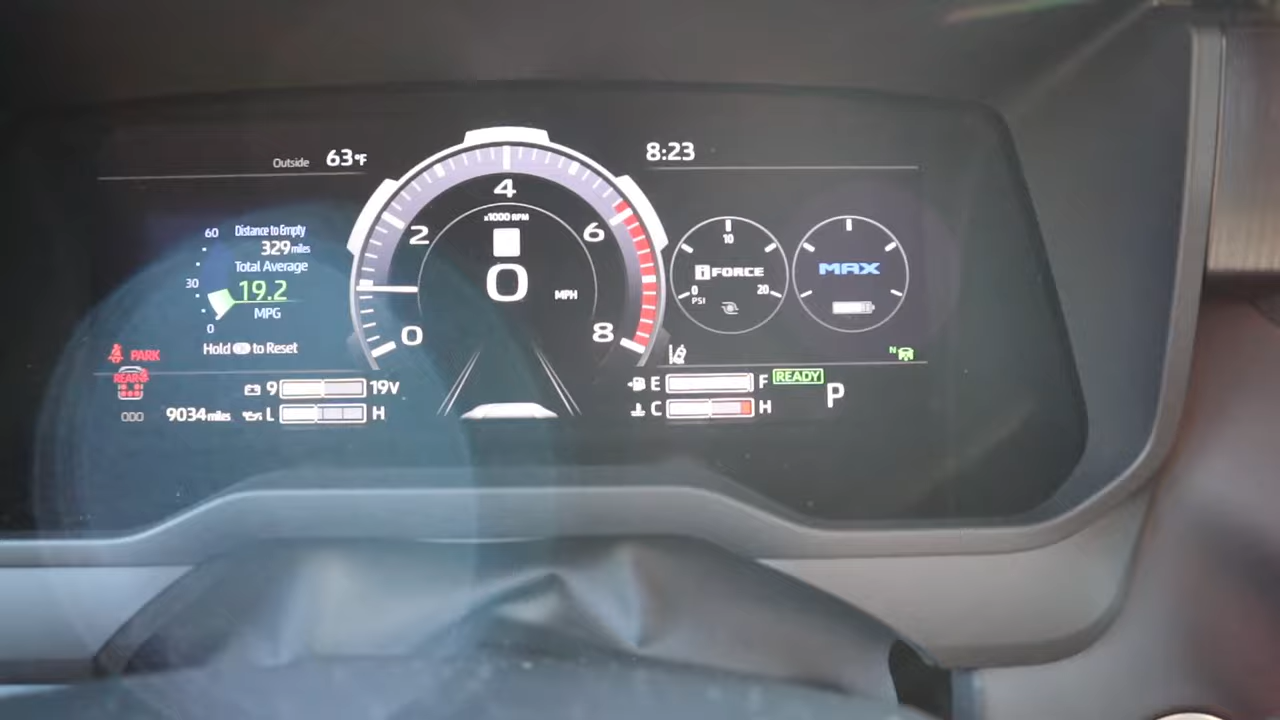 Outside 63°F
8:23
60
30
0
Distance to Empty
329 miles
Total Average
19.2
MPG
Hold to Reset
PARK
REAR
ODO 9034 miles
9 19V
L H
0 2 4 6 8
x1000 RPM
0 MPH
10
i FORCE
0 20
PSI
MAX
N
E F
C H
READY
P